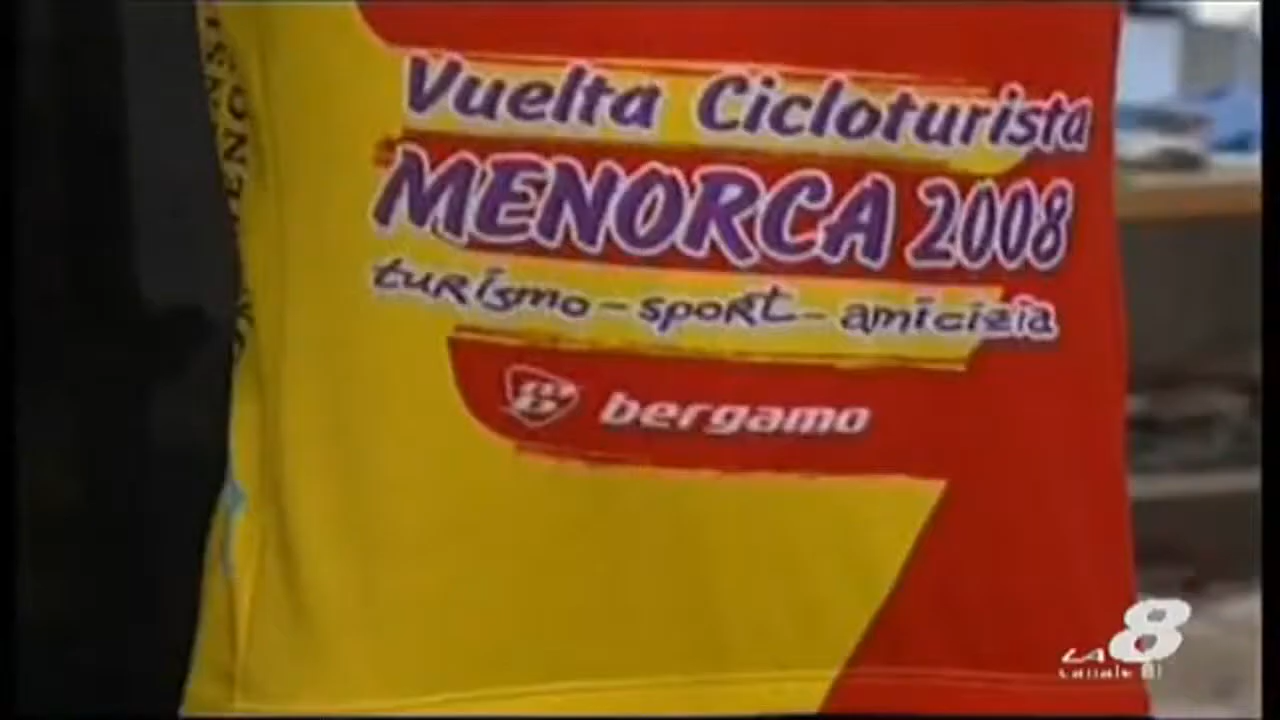 Vuelta Cicloturista
MENORCA 2008
turismo - sport - amicizia
bergamo
LA 8